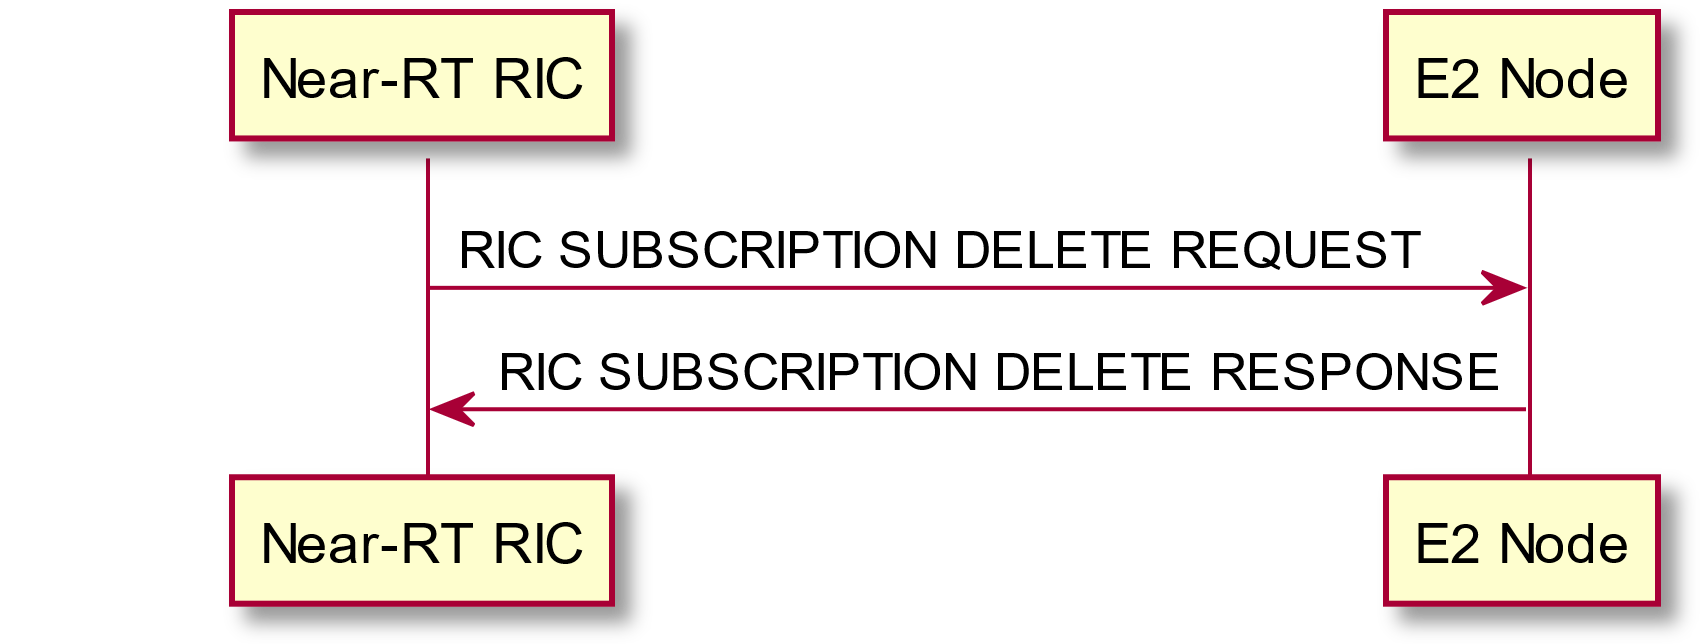 Near-RT RIC
E2 Node
RIC SUBSCRIPTION DELETE REQUEST
RIC SUBSCRIPTION DELETE RESPONSE
Near-RT RIC
E2 Node